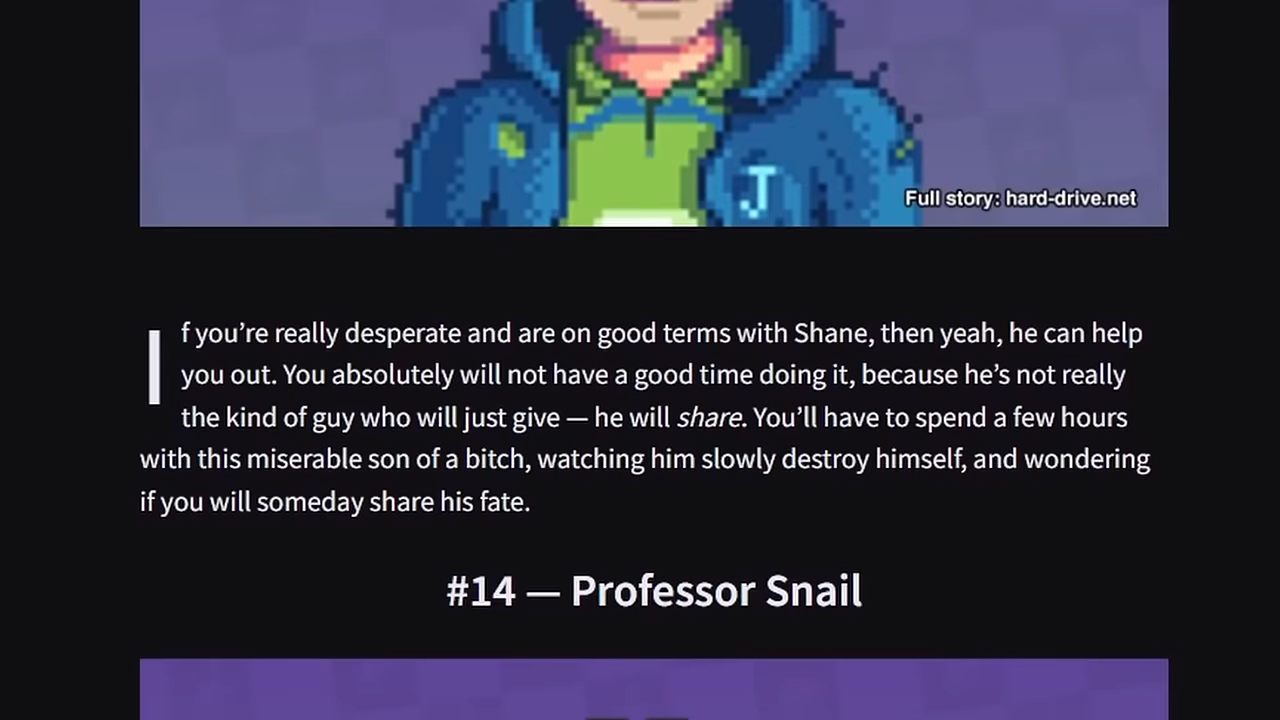 J
Full story: hard-drive.net
If you’re really desperate and are on good terms with Shane, then yeah, he can help
you out. You absolutely will not have a good time doing it, because he’s not really
the kind of guy who will just give — he will share. You’ll have to spend a few hours
with this miserable son of a bitch, watching him slowly destroy himself, and wondering
if you will someday share his fate.
#14 — Professor Snail